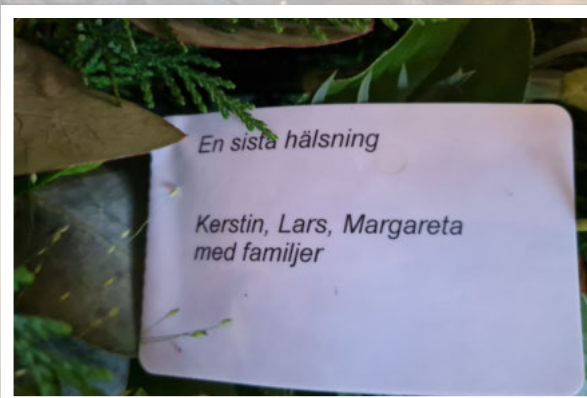 En sista hälsning
Kerstin, Lars, Margareta
med familjer